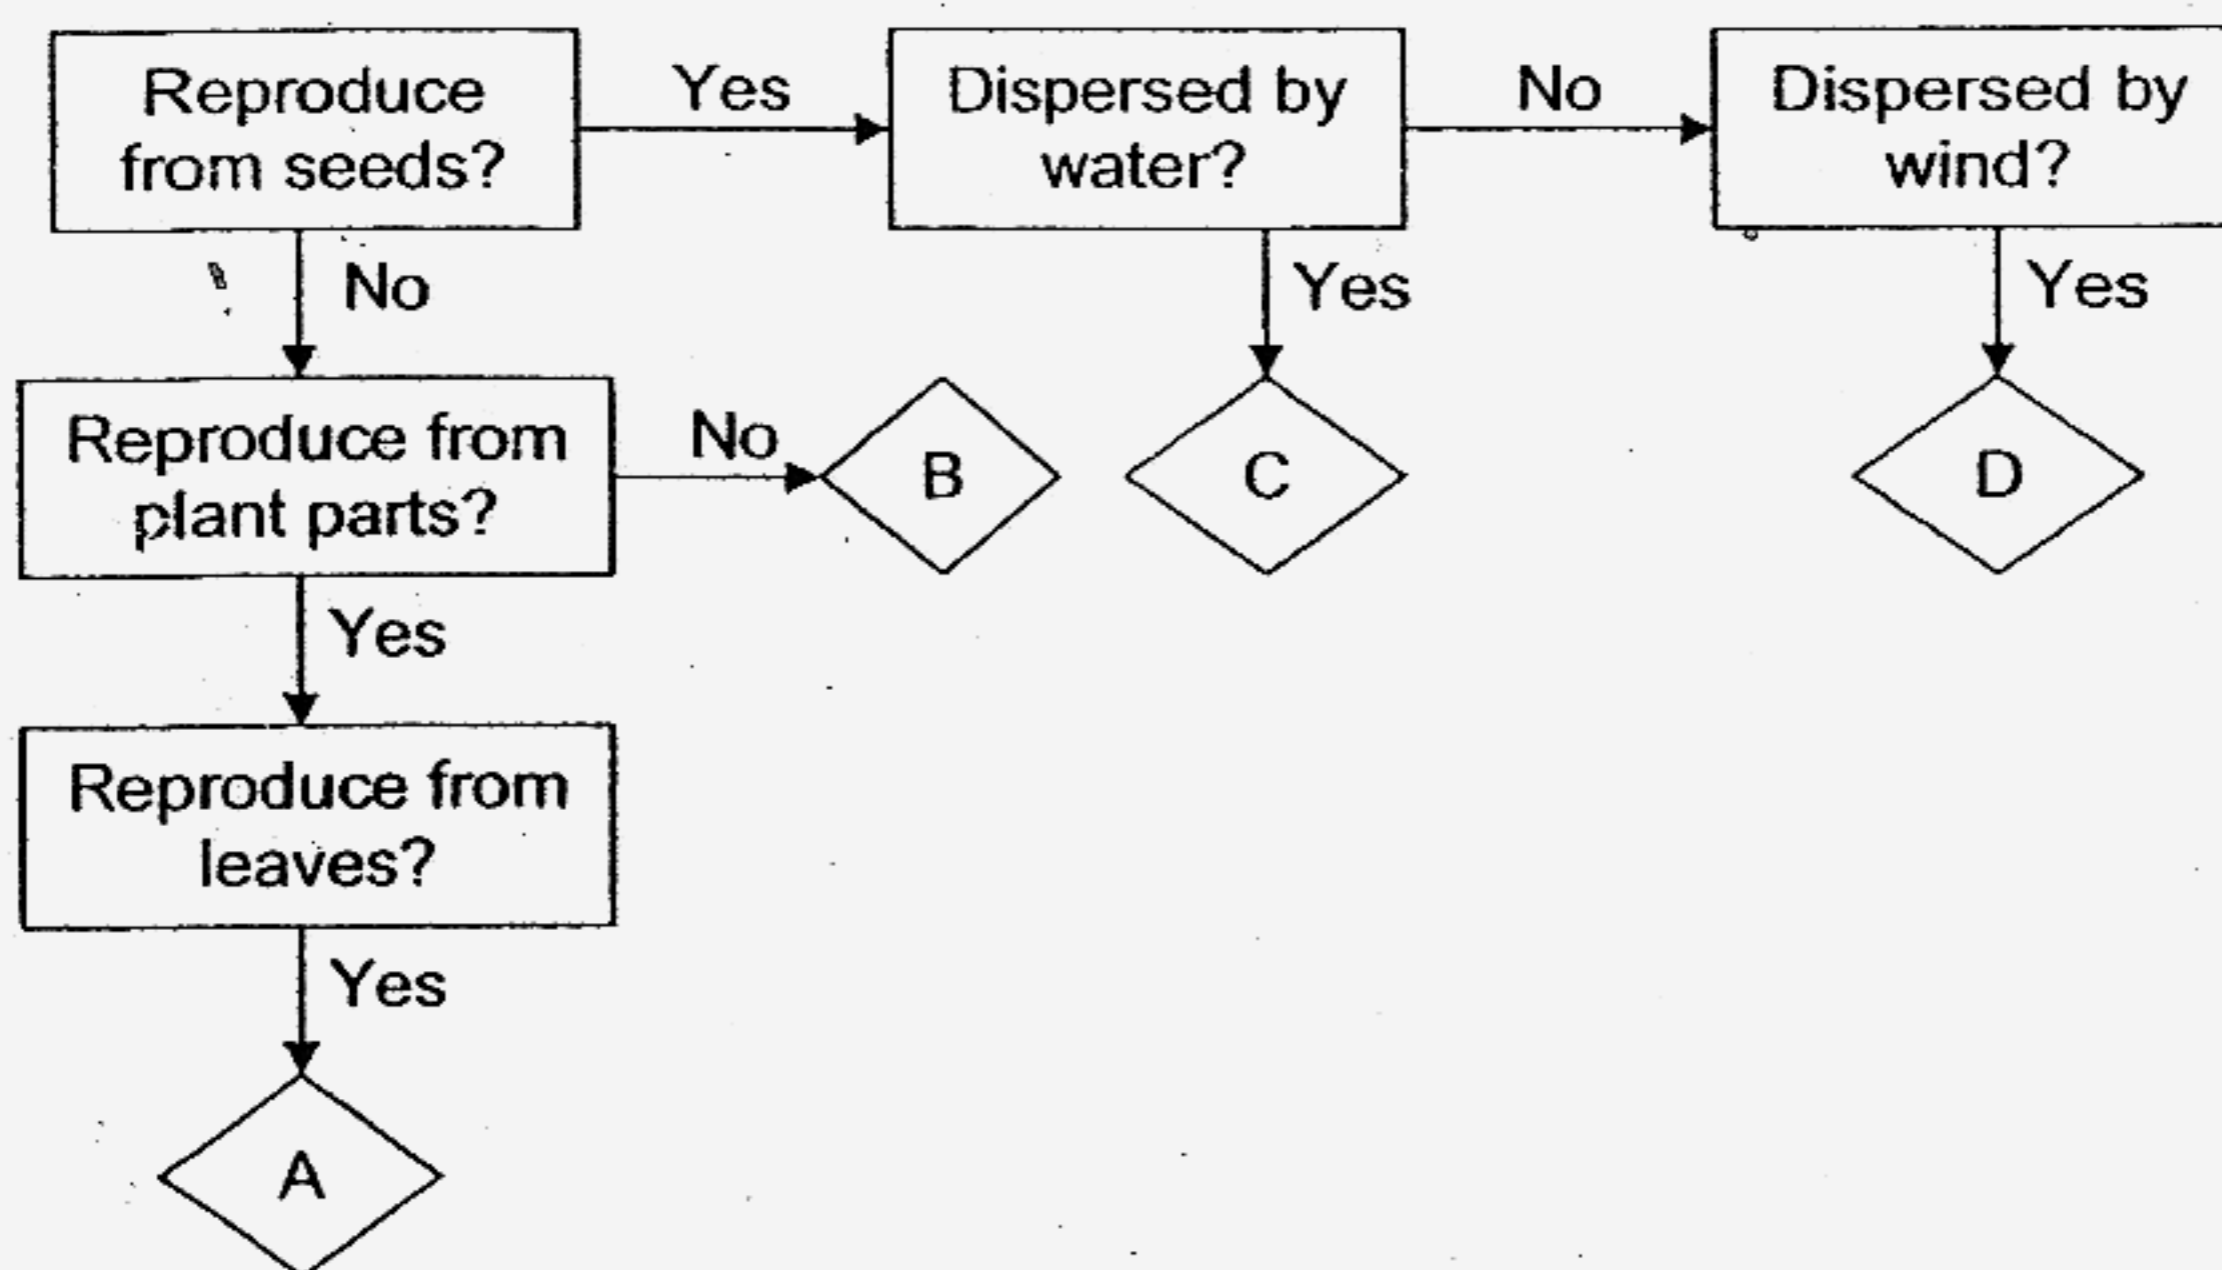 Reproduce
from seeds?
Yes
Dispersed by
water?
No
Dispersed by
wind?
No
Yes
Yes
Reproduce from
plant parts?
No
B
C
D
Yes
Reproduce from
leaves?
Yes
A